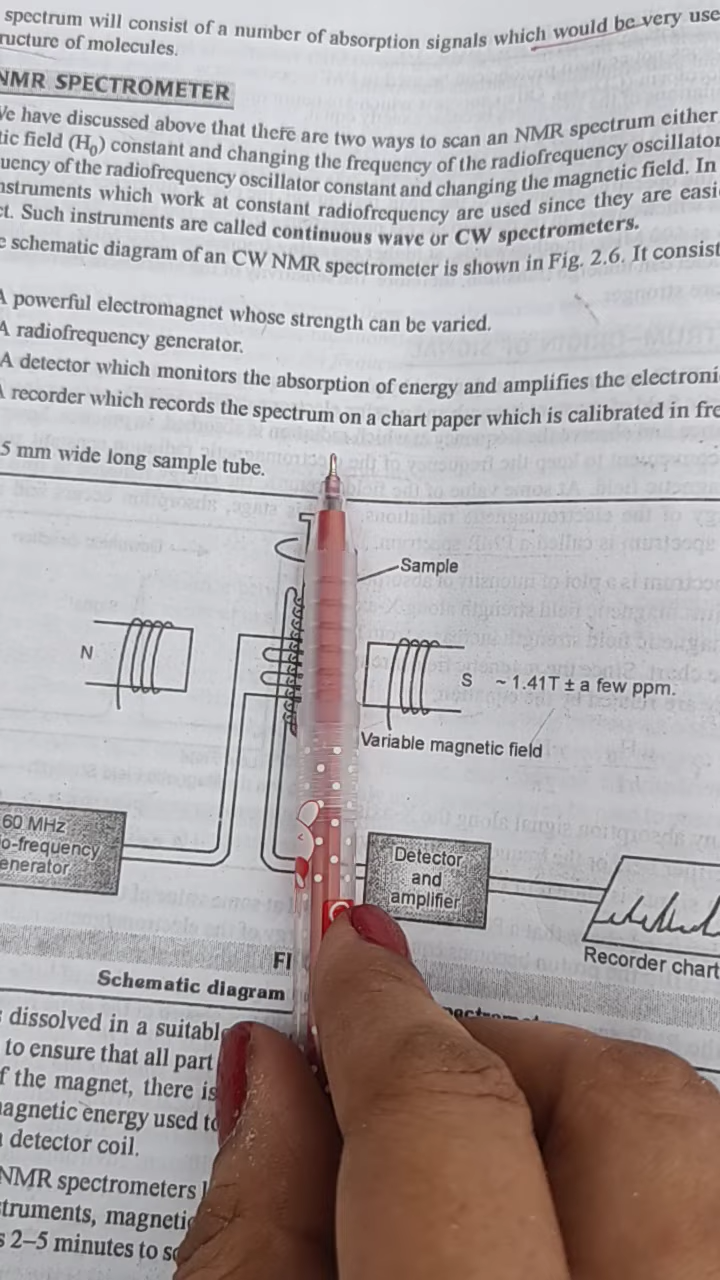 spectrum will consist of a number of absorption signals which would be very use
ructure of molecules.
NMR SPECTROMETER
We have discussed above that there are two ways to scan an NMR spectrum either
tic field (H₀) constant and changing the frequency of the radiofrequency oscillator
uency of the radiofrequency oscillator constant and changing the magnetic field. In
nstruments which work at constant radiofrequency are used since they are easi
ct. Such instruments are called continuous wave or CW spectrometers.
e schematic diagram of an CW NMR spectrometer is shown in Fig. 2.6. It consist
A powerful electromagnet whose strength can be varied.
A radiofrequency generator.
A detector which monitors the absorption of energy and amplifies the electroni
A recorder which records the spectrum on a chart paper which is calibrated in fre
5 mm wide long sample tube.
Sample
N
S ~ 1.41T ± a few ppm.
Variable magnetic field
60 MHz
o-frequency
enerator
Detector
and
amplifier
Recorder chart
FI
Schematic diagram
dissolved in a suitabl
to ensure that all part
f the magnet, there is
agnetic energy used to
detector coil.
NMR spectrometers
struments, magnetic
s 2–5 minutes to sc